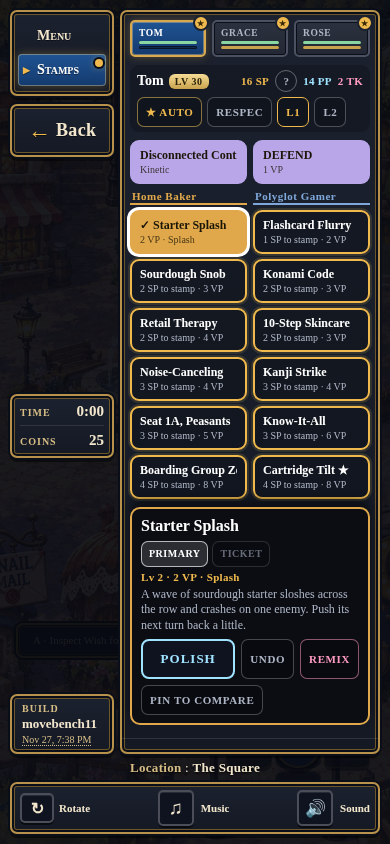 Menu
Stamps
← Back
TOM
GRACE
ROSE
Tom LV 30 16 SP ? 14 PP 2 TK
★ AUTO RESPEC L1 L2
Disconnected Cont
Kinetic
DEFEND
1 VP
Home Baker
Polyglot Gamer
✓ Starter Splash
2 VP · Splash
Flashcard Flurry
1 SP to stamp · 2 VP
Sourdough Snob
2 SP to stamp · 3 VP
Konami Code
2 SP to stamp · 3 VP
Retail Therapy
2 SP to stamp · 4 VP
10-Step Skincare
2 SP to stamp · 3 VP
Noise-Canceling
3 SP to stamp · 4 VP
Kanji Strike
3 SP to stamp · 4 VP
Seat 1A, Peasants
3 SP to stamp · 5 VP
Know-It-All
3 SP to stamp · 6 VP
Boarding Group Z
4 SP to stamp · 8 VP
Cartridge Tilt ★
4 SP to stamp · 8 VP
TIME 0:00
COINS 25
Starter Splash
PRIMARY TICKET
Lv 2 · 2 VP · Splash
A wave of sourdough starter sloshes across
the row and crashes on one enemy. Push its
next turn back a little.
POLISH UNDO REMIX
PIN TO COMPARE
NAIL
MAIL
A · Inspect Wish
BUILD
movebench11
Nov 27, 7:38 PM
Location : The Square
Rotate
Music
Sound